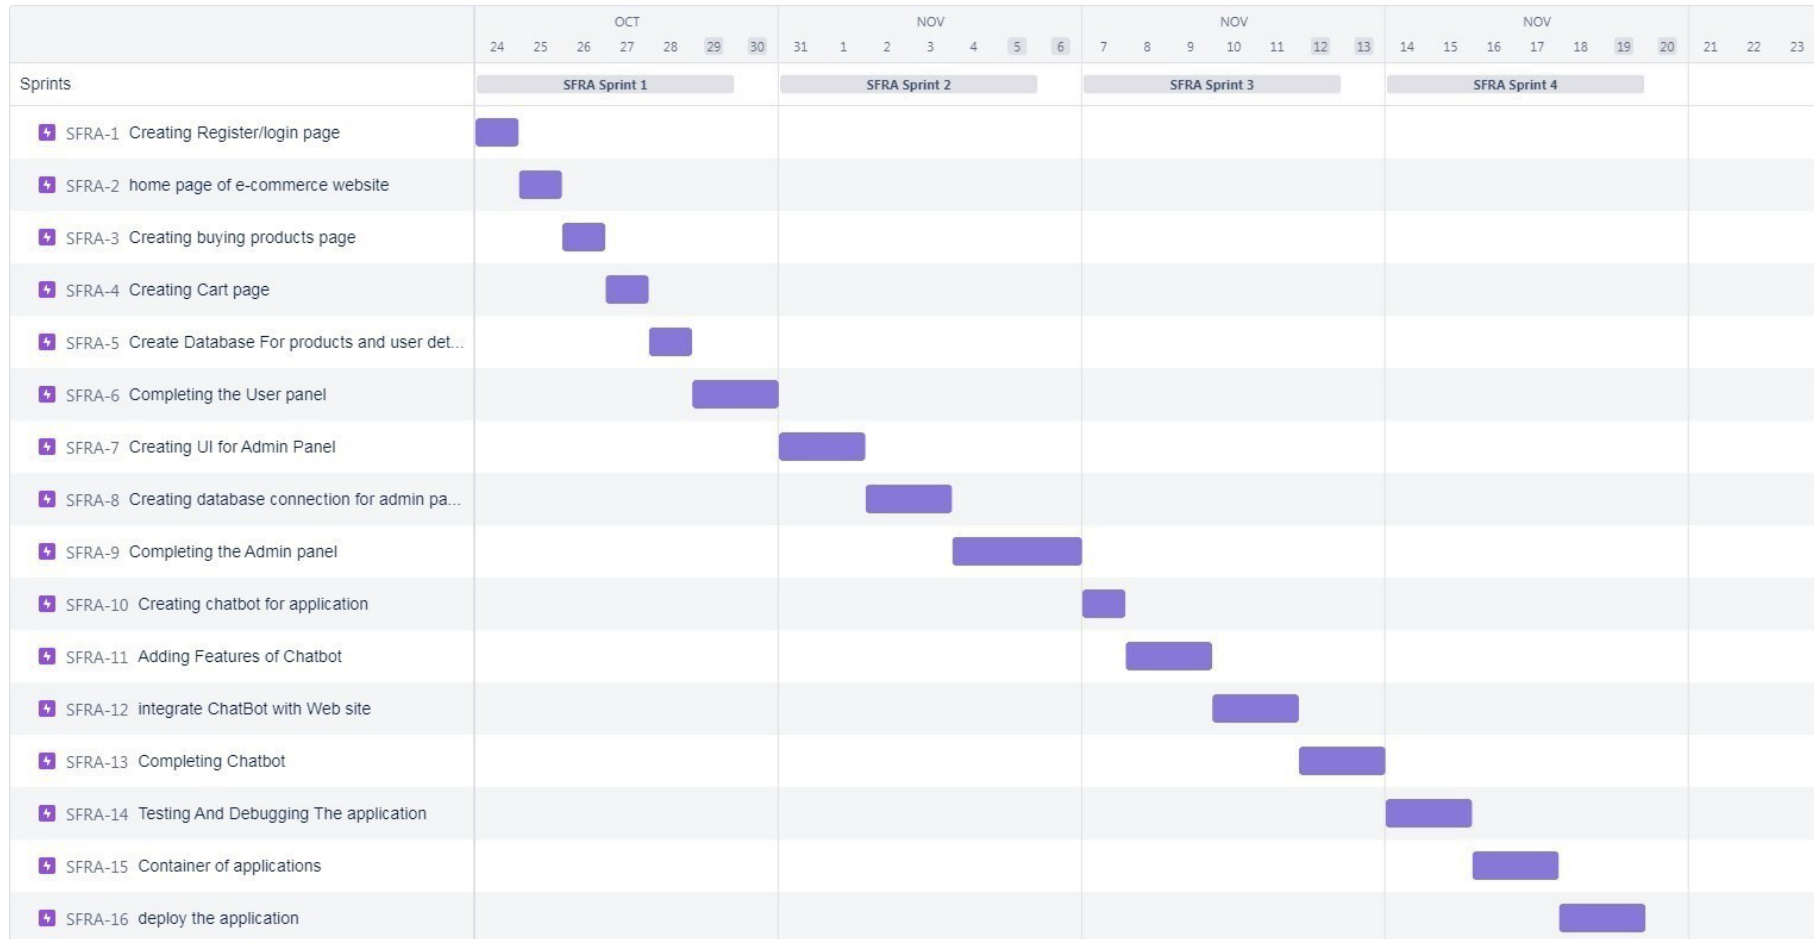 OCT NOV NOV NOV
24 25 26 27 28 29 30 31 1 2 3 4 5 6 7 8 9 10 11 12 13 14 15 16 17 18 19 20 21 22 23
Sprints SFRA Sprint 1 SFRA Sprint 2 SFRA Sprint 3 SFRA Sprint 4
SFRA-1 Creating Register/login page
SFRA-2 home page of e-commerce website
SFRA-3 Creating buying products page
SFRA-4 Creating Cart page
SFRA-5 Create Database For products and user det...
SFRA-6 Completing the User panel
SFRA-7 Creating UI for Admin Panel
SFRA-8 Creating database connection for admin pa...
SFRA-9 Completing the Admin panel
SFRA-10 Creating chatbot for application
SFRA-11 Adding Features of Chatbot
SFRA-12 integrate ChatBot with Web site
SFRA-13 Completing Chatbot
SFRA-14 Testing And Debugging The application
SFRA-15 Container of applications
SFRA-16 deploy the application